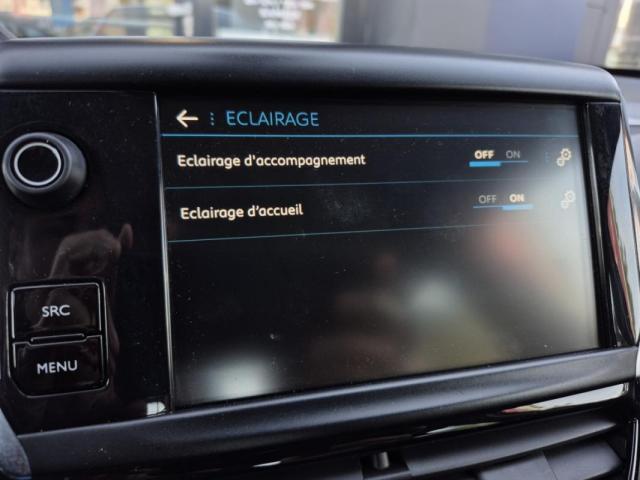 ECLAIRAGE
Eclairage d'accompagnement OFF ON
Eclairage d'accueil OFF ON
SRC
MENU